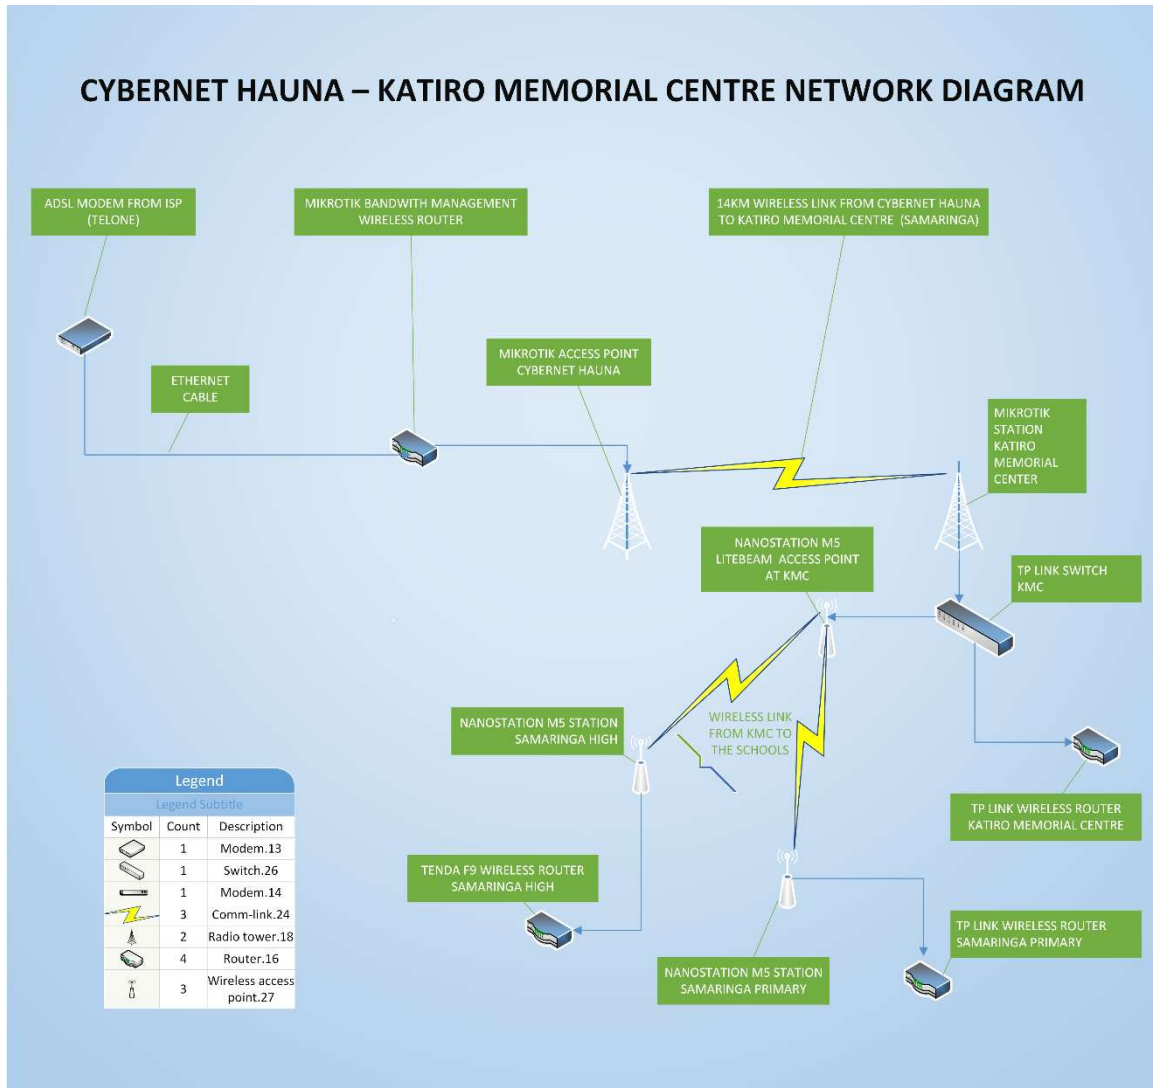 CYBERNET HAUNA – KATIRO MEMORIAL CENTRE NETWORK DIAGRAM
ADSL MODEM FROM ISP
(TELONE)
MIKROTIK BANDWITH MANAGEMENT
WIRELESS ROUTER
14KM WIRELESS LINK FROM CYBERNET HAUNA
TO KATIRO MEMORIAL CENTRE (SAMARINGA)
MIKROTIK ACCESS POINT
CYBERNET HAUNA
ETHERNET
CABLE
MIKROTIK
STATION
KATIRO
MEMORIAL
CENTER
NANOSTATION M5
LITEBEAM ACCESS POINT
AT KMC
TP LINK SWITCH
KMC
NANOSTATION M5 STATION
SAMARINGA HIGH
WIRELESS LINK
FROM KMC TO
THE SCHOOLS
TP LINK WIRELESS ROUTER
KATIRO MEMORIAL CENTRE
TENDA F9 WIRELESS ROUTER
SAMARINGA HIGH
TP LINK WIRELESS ROUTER
SAMARINGA PRIMARY
NANOSTATION M5 STATION
SAMARINGA PRIMARY
Legend
Legend Subtitle
Symbol Count Description
1 Modem.13
1 Switch.26
1 Modem.14
3 Comm-link.24
2 Radio tower.18
4 Router.16
3 Wireless access
point.27